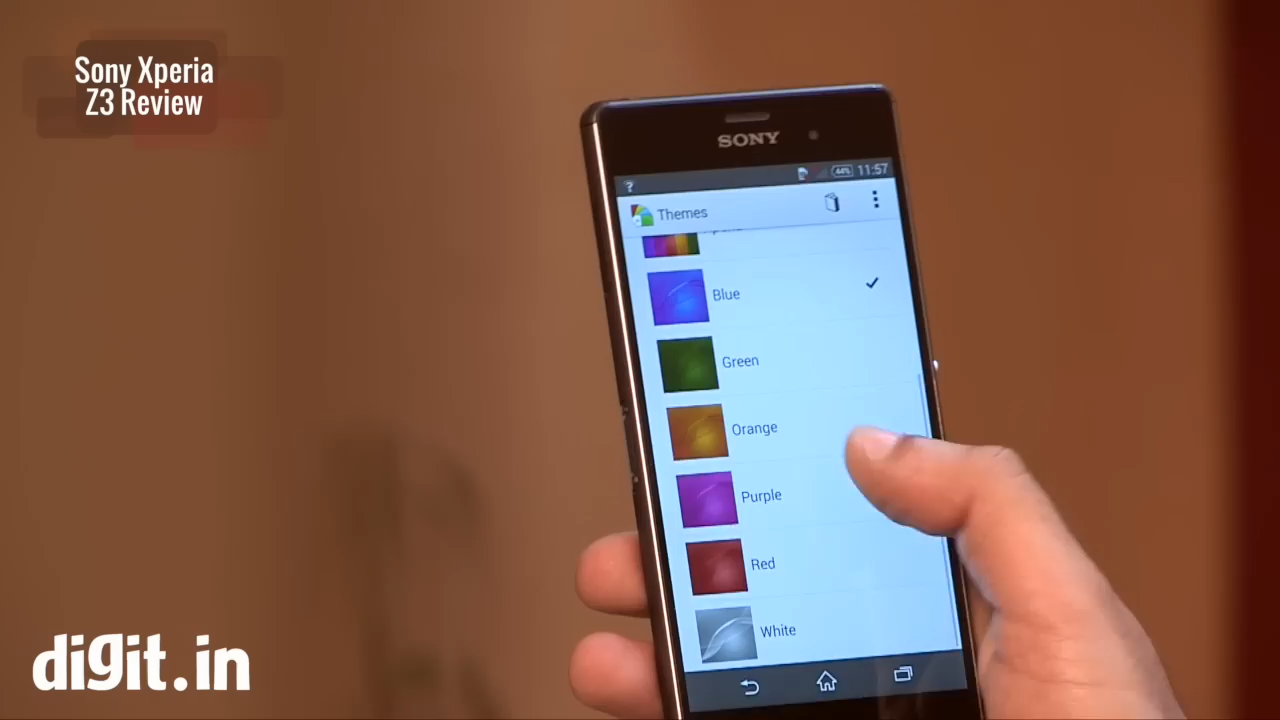 Sony Xperia
Z3 Review
SONY
44% 11:57
Themes
Blue
Green
Orange
Purple
Red
White
digit.in